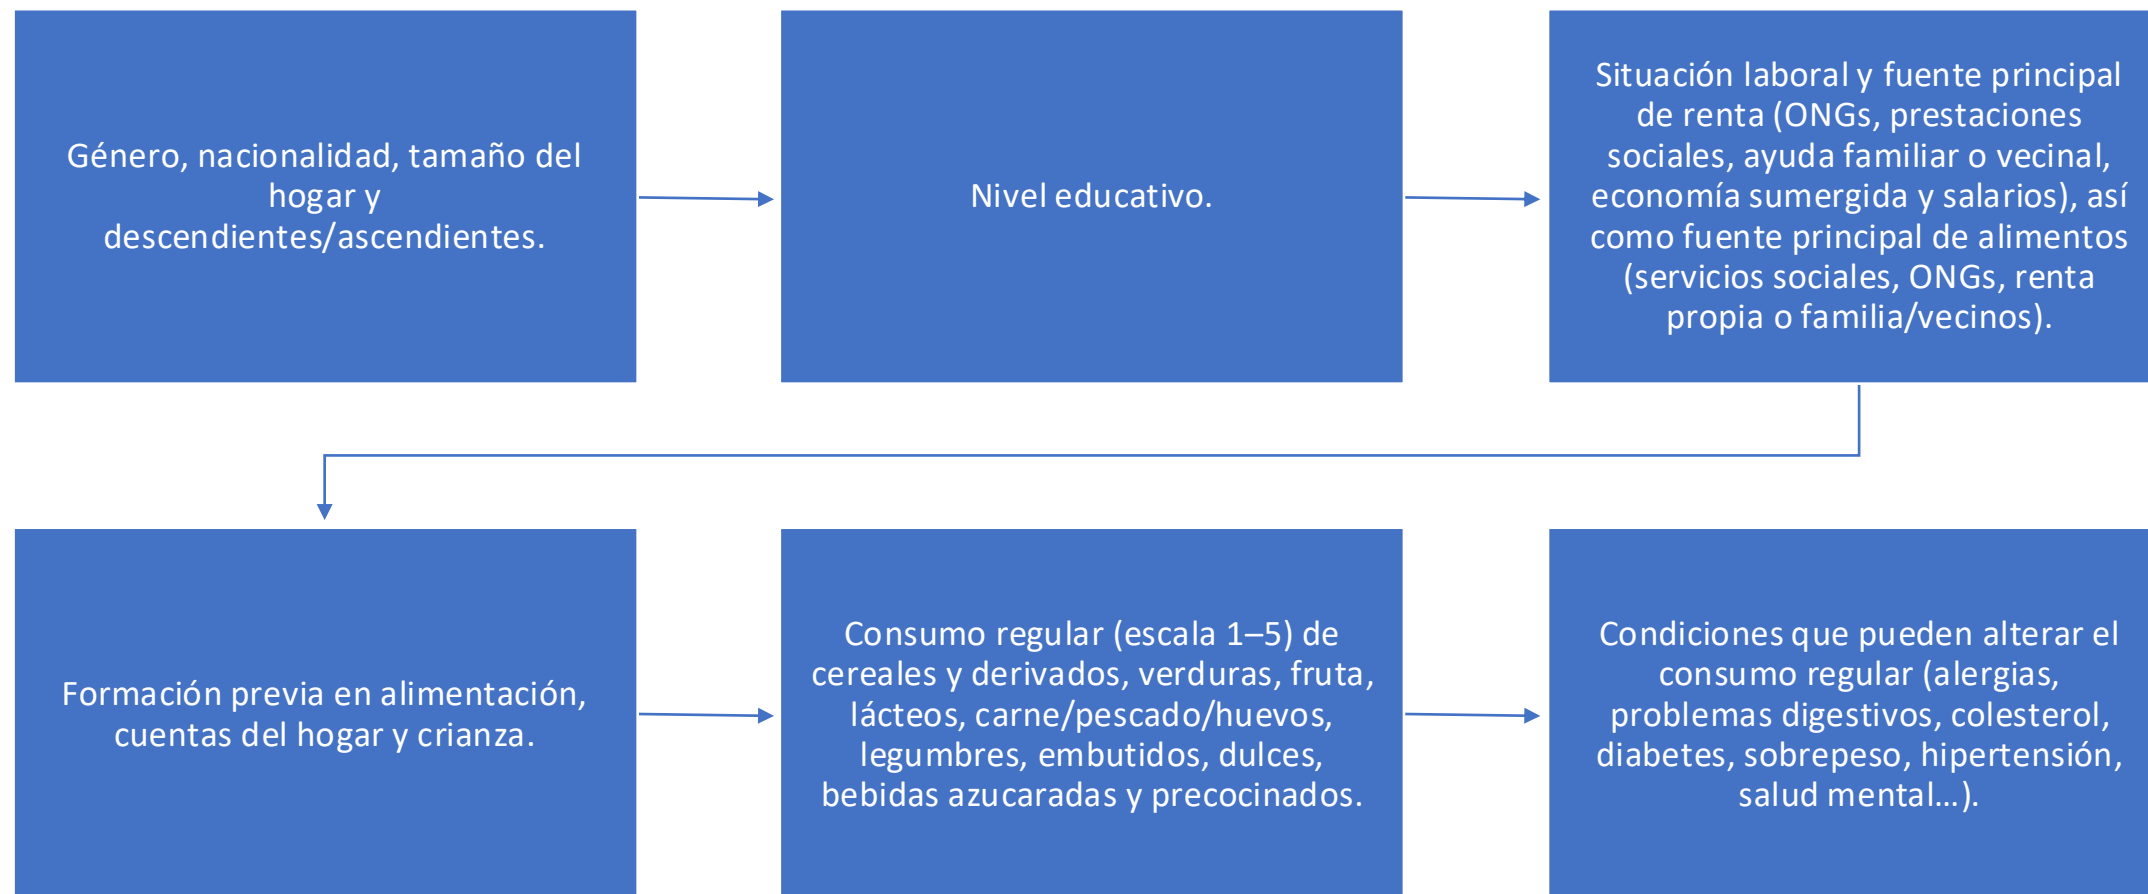 Género, nacionalidad, tamaño del
hogar y
descendientes/ascendientes.
Nivel educativo.
Situación laboral y fuente principal
de renta (ONGs, prestaciones
sociales, ayuda familiar o vecinal,
economía sumergida y salarios), así
como fuente principal de alimentos
(servicios sociales, ONGs, renta
propia o familia/vecinos).
Formación previa en alimentación,
cuentas del hogar y crianza.
Consumo regular (escala 1–5) de
cereales y derivados, verduras, fruta,
lácteos, carne/pescado/huevos,
legumbres, embutidos, dulces,
bebidas azucaradas y precocinados.
Condiciones que pueden alterar el
consumo regular (alergias,
problemas digestivos, colesterol,
diabetes, sobrepeso, hipertensión,
salud mental…).